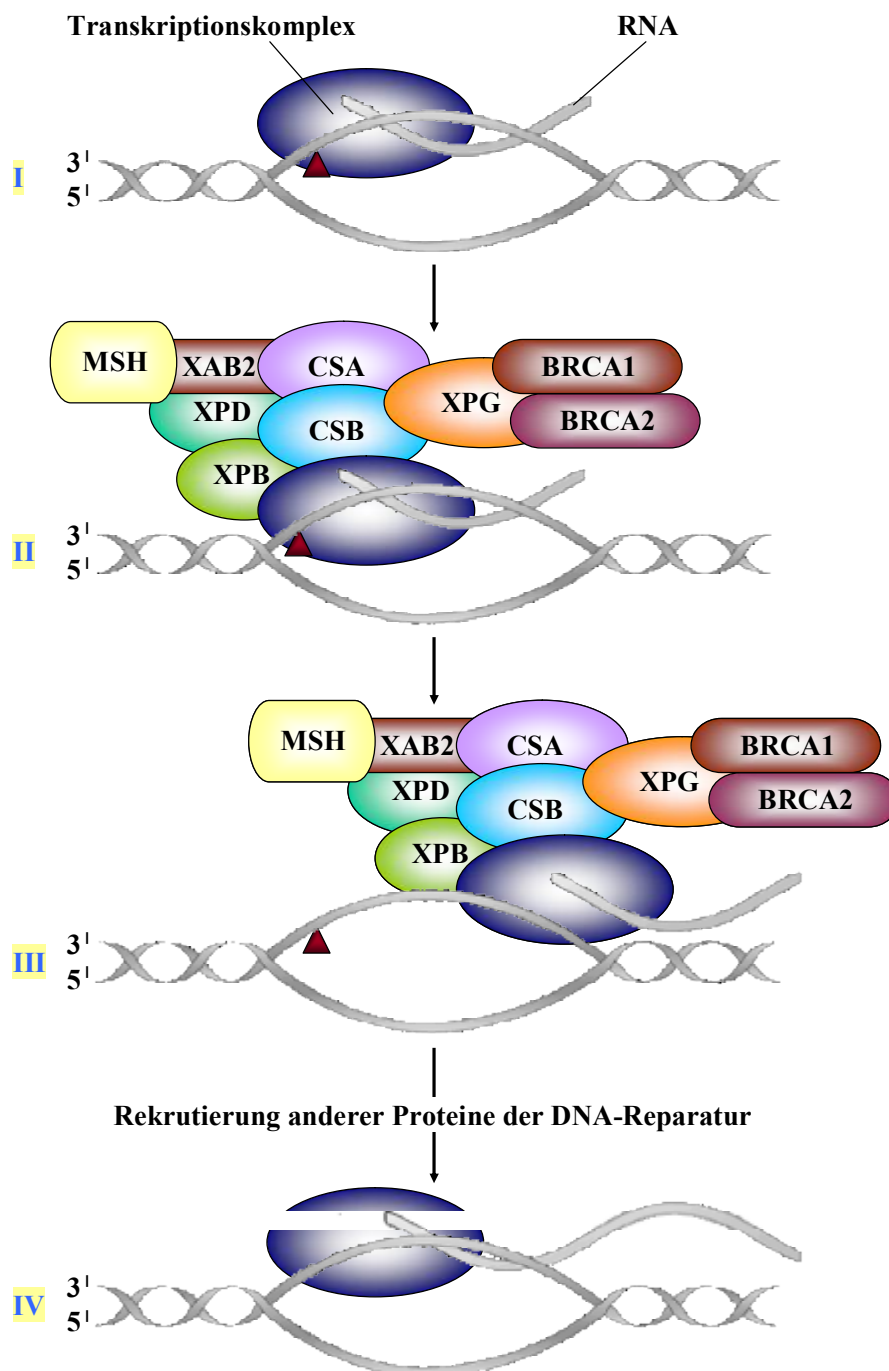 Transkriptionskomplex RNA
I 3' 5'
MSH XAB2 CSA BRCA1
XPD CSB XPG BRCA2
XPB
II 3' 5'
MSH XAB2 CSA BRCA1
XPD CSB XPG BRCA2
XPB
III 3' 5'
Rekrutierung anderer Proteine der DNA-Reparatur
IV 3' 5'